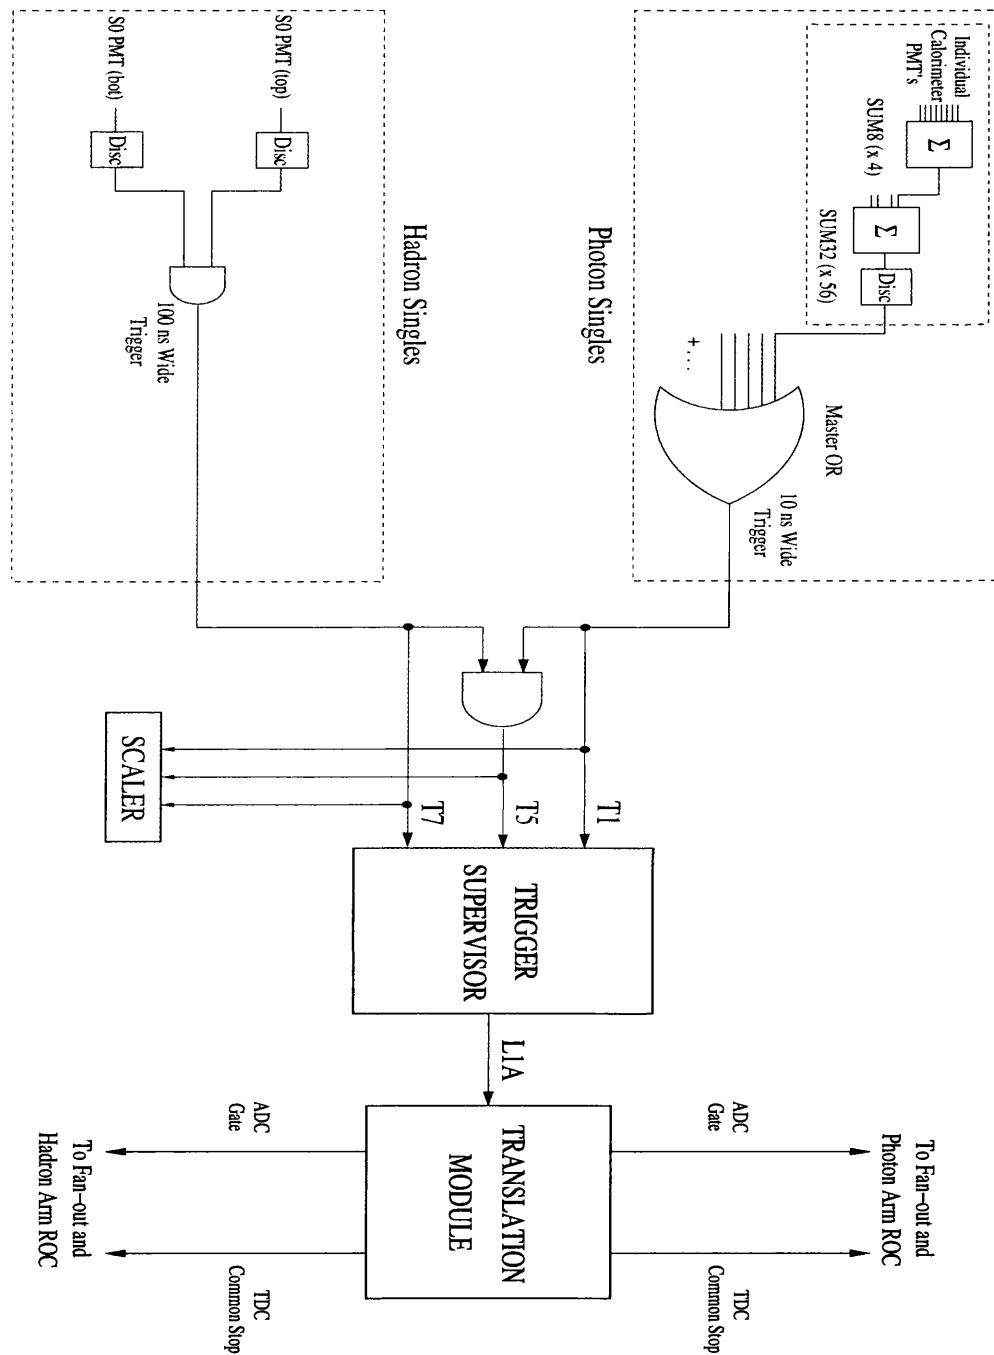 Individual
Calorimeter
PMT's
Σ
SUM8 (x 4)
Σ
SUM32 (x 56)
Disc
+ ...
Master OR
10 ns Wide
Trigger
Photon Singles
Hadron Singles
S0 PMT (top)
Disc
S0 PMT (bot)
Disc
100 ns Wide
Trigger
T1
T5
T7
SCALER
TRIGGER
SUPERVISOR
L1A
TRANSLATION
MODULE
ADC
Gate
TDC
Common Stop
To Fan-out and
Photon Arm ROC
ADC
Gate
TDC
Common Stop
To Fan-out and
Hadron Arm ROC